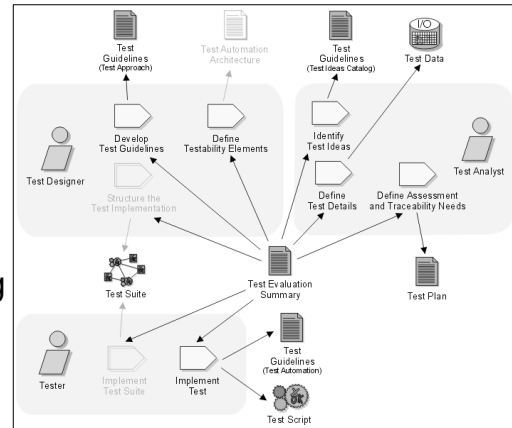 Test
Guidelines
(Test Approach)
Test Automation
Architecture
Test
Guidelines
(Test Ideas Catalog)
I/O
Test Data
Test Designer
Develop
Test Guidelines
Define
Testability Elements
Structure the
Test Implementation
Identify
Test Ideas
Define
Test Details
Define Assessment
and Traceability Needs
Test Analyst
Test Suite
Test Evaluation
Summary
Test Plan
g
Tester
Implement
Test Suite
Implement
Test
Test
Guidelines
(Test Automation)
OK
Test Script